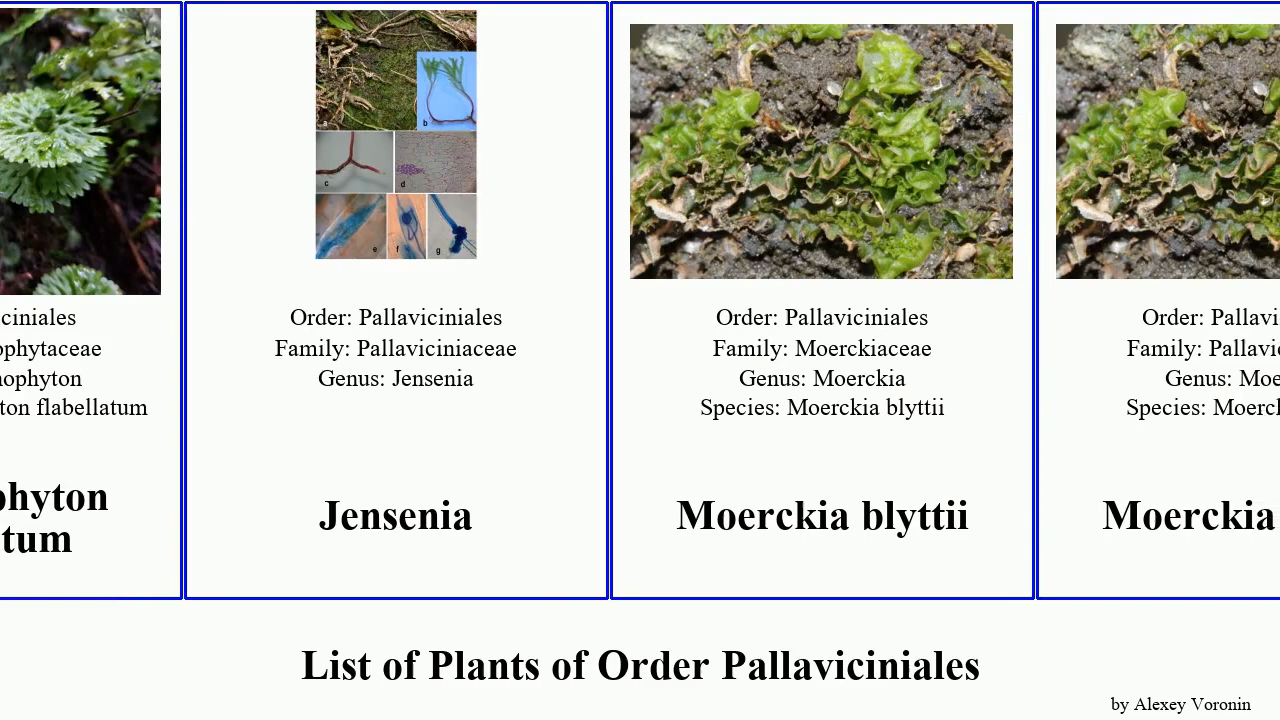 ciniales
ophytaceae
nophyton
ton flabellatum
phyton
tum
a
b
c
d
e
f
g
Order: Pallaviciniales
Family: Pallaviciniaceae
Genus: Jensenia
Jensenia
Order: Pallaviciniales
Family: Moerckiaceae
Genus: Moerckia
Species: Moerckia blyttii
Moerckia blyttii
Order: Pallavi
Family: Pallavic
Genus: Moe
Species: Moerck
Moerckia
List of Plants of Order Pallaviciniales
by Alexey Voronin